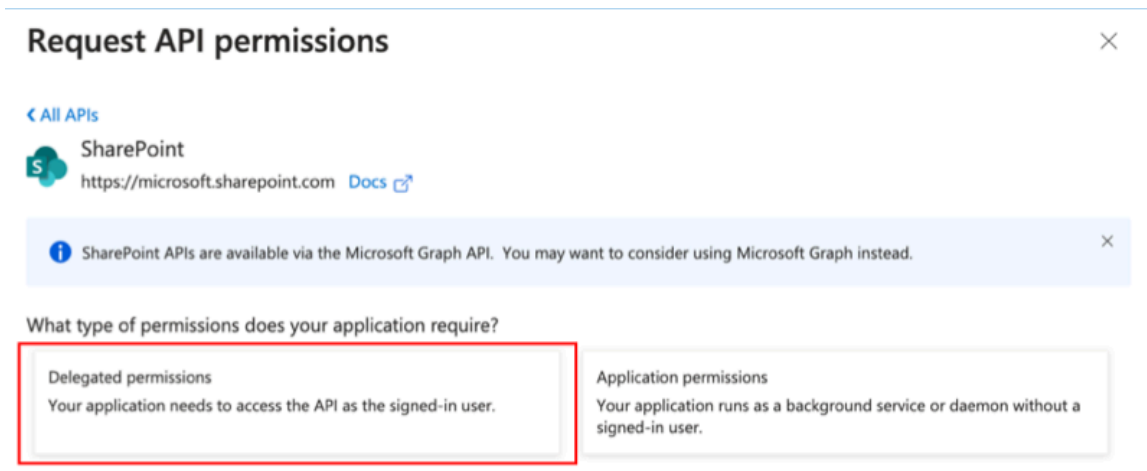 Request API permissions
All APIs
SharePoint
https://microsoft.sharepoint.com Docs
SharePoint APIs are available via the Microsoft Graph API. You may want to consider using Microsoft Graph instead.
What type of permissions does your application require?
Delegated permissions
Your application needs to access the API as the signed-in user.
Application permissions
Your application runs as a background service or daemon without a
signed-in user.